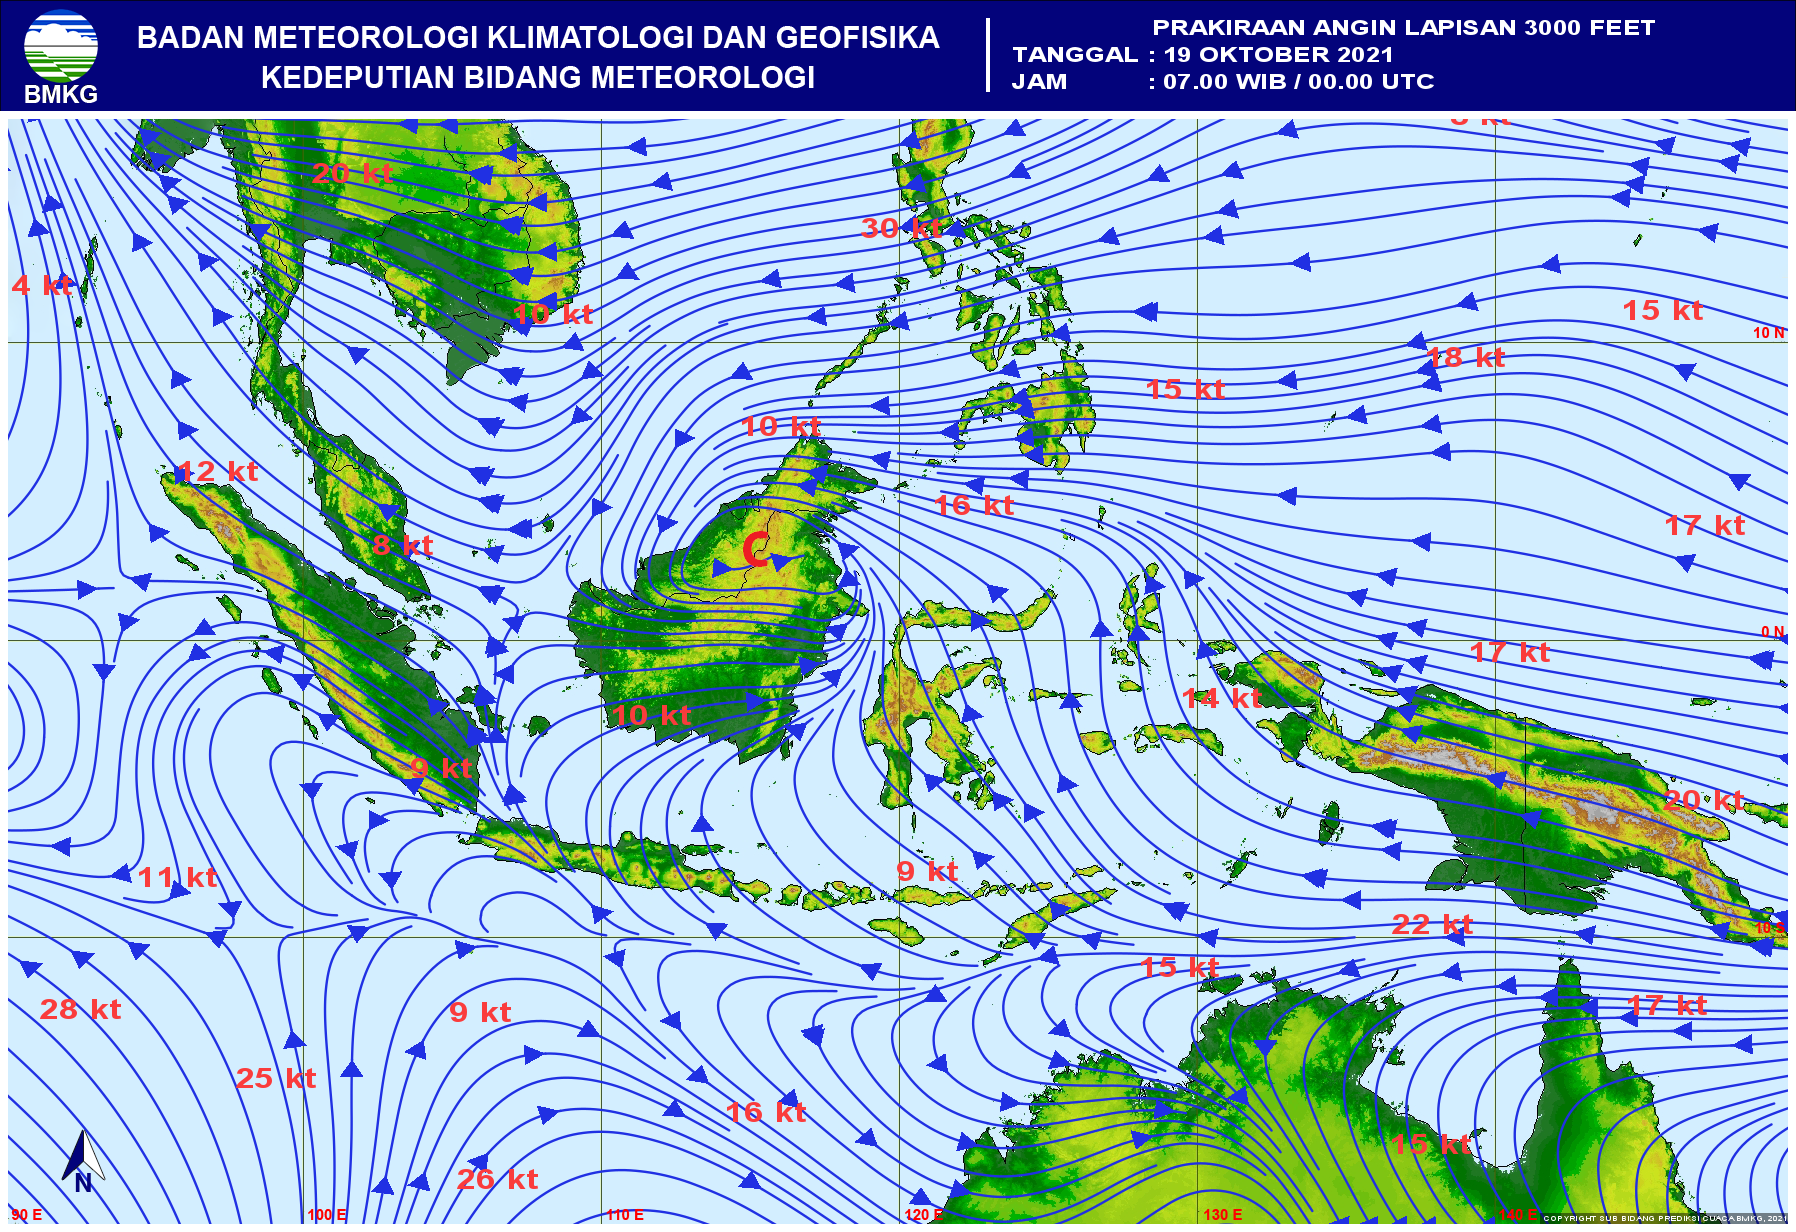 BADAN METEOROLOGI KLIMATOLOGI DAN GEOFISIKA
KEDEPUTIAN BIDANG METEOROLOGI
BMKG
PRAKIRAAN ANGIN LAPISAN 3000 FEET
TANGGAL : 19 OKTOBER 2021
JAM : 07.00 WIB / 00.00 UTC
20 kt
30 kt
4 kt
10 kt
15 kt
10 N
18 kt
15 kt
10 kt
12 kt
16 kt
17 kt
8 kt
C
0 N
17 kt
14 kt
10 kt
9 kt
20 kt
9 kt
11 kt
22 kt
15 kt
28 kt
9 kt
17 kt
25 kt
16 kt
15 kt
26 kt
N
90 E
100 E
110 E
120 E
130 E
140 E
COPYRIGHT SUB BIDANG PREDIKSI CUACA BMKG, 2021